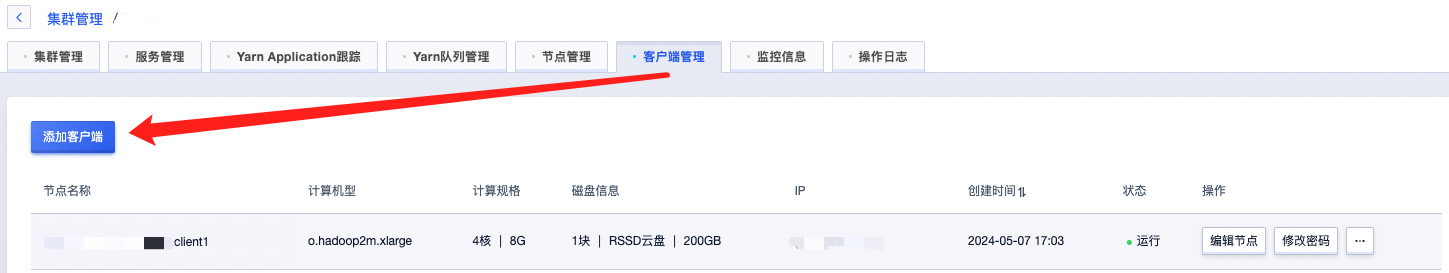 集群管理 /
集群管理 服务管理 Yarn Application跟踪 Yarn队列管理 节点管理 客户端管理 监控信息 操作日志
添加客户端
节点名称 计算机型 计算规格 磁盘信息 IP 创建时间 状态 操作
client1 o.hadoop2m.xlarge 4核 | 8G 1块 | RSSD云盘 | 200GB 2024-05-07 17:03 运行 编辑节点 修改密码 ...